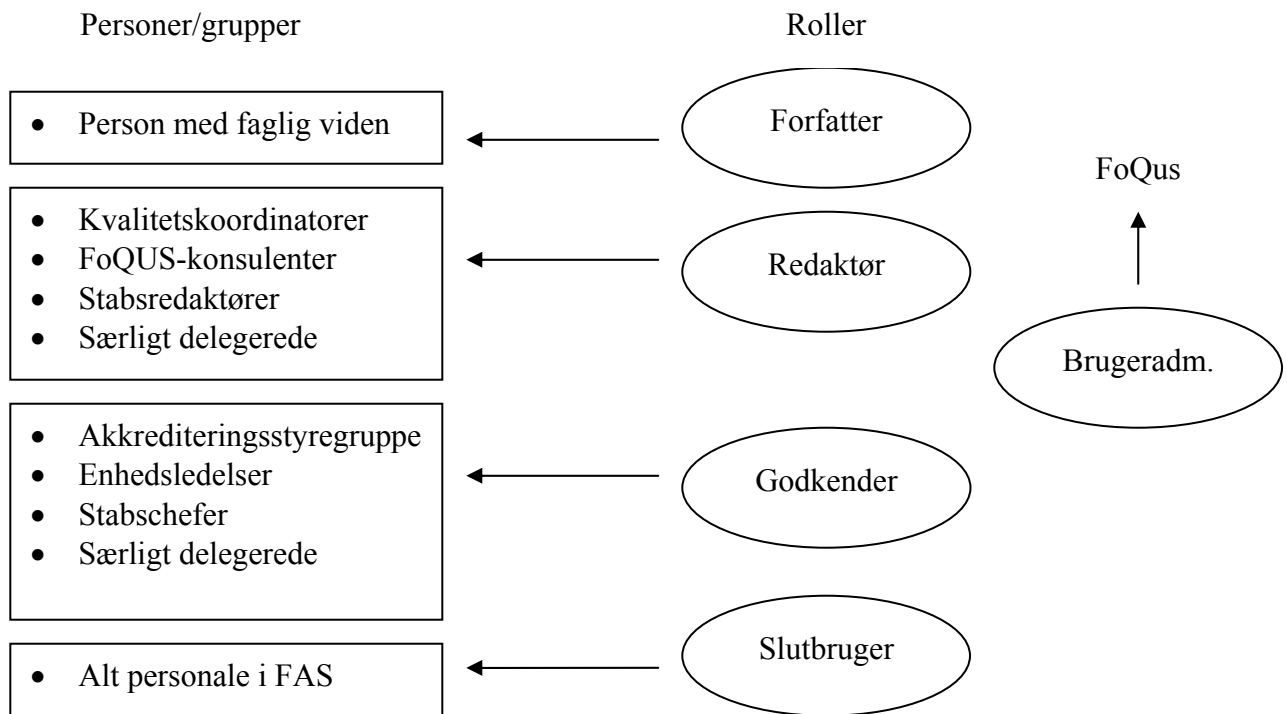 Personer/grupper
Roller
• Person med faglig viden
Forfatter
FoQus
• Kvalitetskoordinatorer
• FoQUS-konsulenter
• Stabsredaktører
• Særligt delegerede
Redaktør
Brugeradm.
• Akkrediteringsstyregruppe
• Enhedsledelser
• Stabschefer
• Særligt delegerede
Godkender
• Alt personale i FAS
Slutbruger